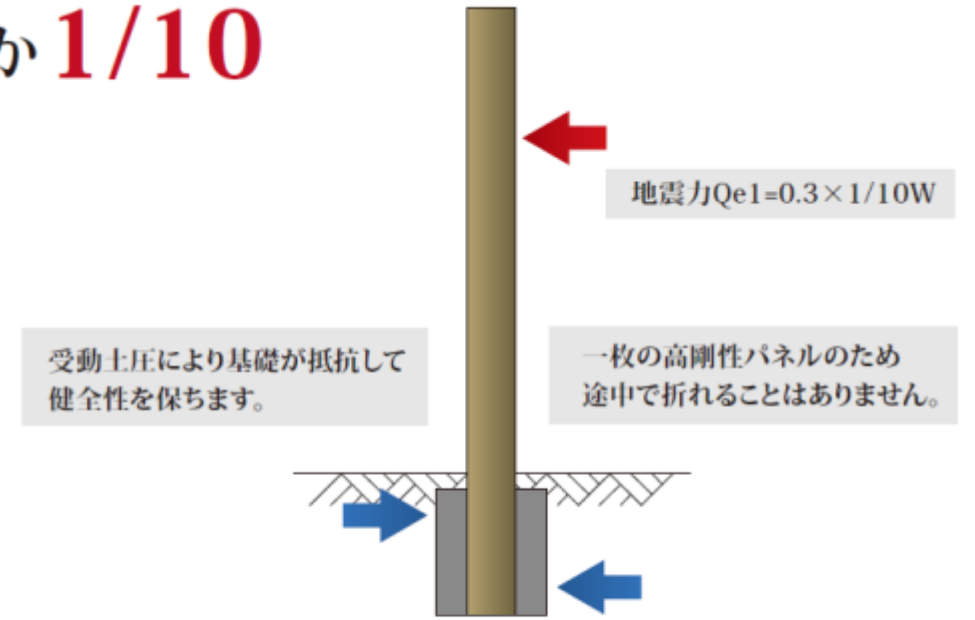 か 1/10
地震力Qe1=0.3×1/10W
受動土圧により基礎が抵抗して
健全性を保ちます。
一枚の高剛性パネルのため
途中で折れることはありません。